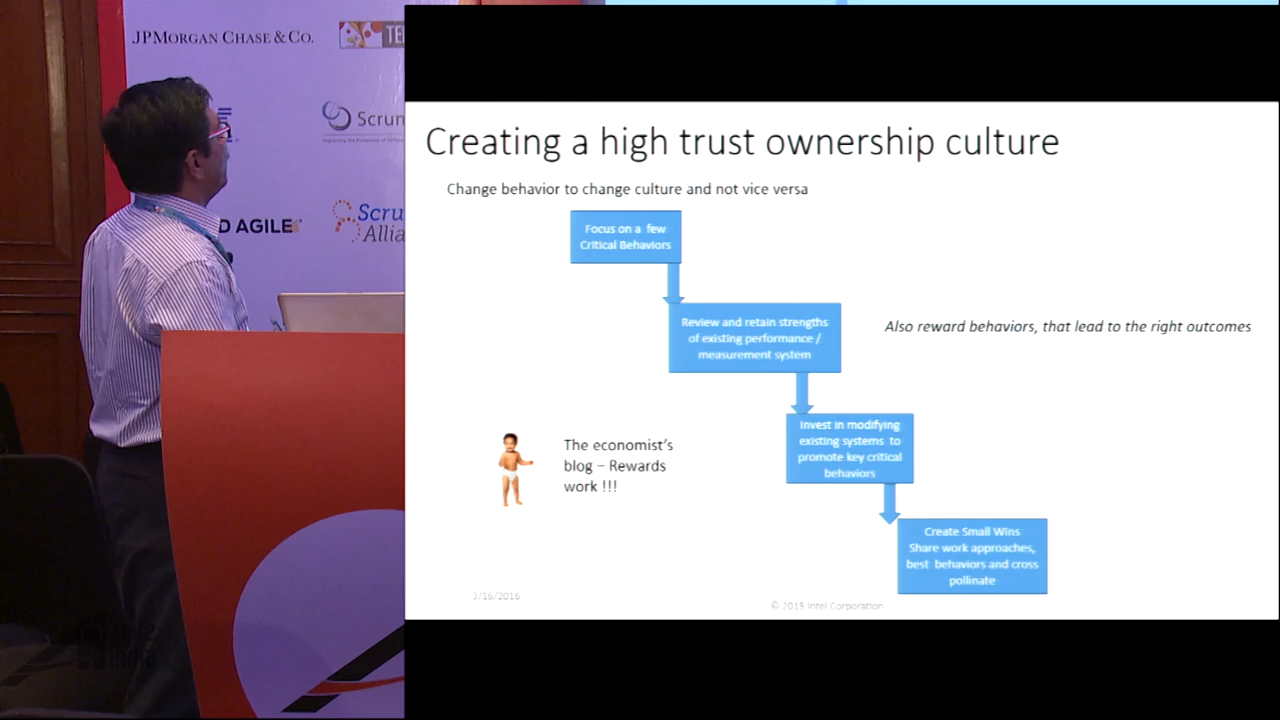 JPMORGAN CHASE & CO.
TE
Scrum
D AGILE
Scru
Allia
Creating a high trust ownership culture
Change behavior to change culture and not vice versa
Focus on a few
Critical Behaviors
Review and retain strengths
of existing performance /
measurement system
Also reward behaviors, that lead to the right outcomes
Invest in modifying
existing systems to
promote key critical
behaviors
The economist's
blog – Rewards
work !!!
Create Small Wins
Share work approaches,
best behaviors and cross
pollinate
3/16/2016
© 2015 Intel Corporation